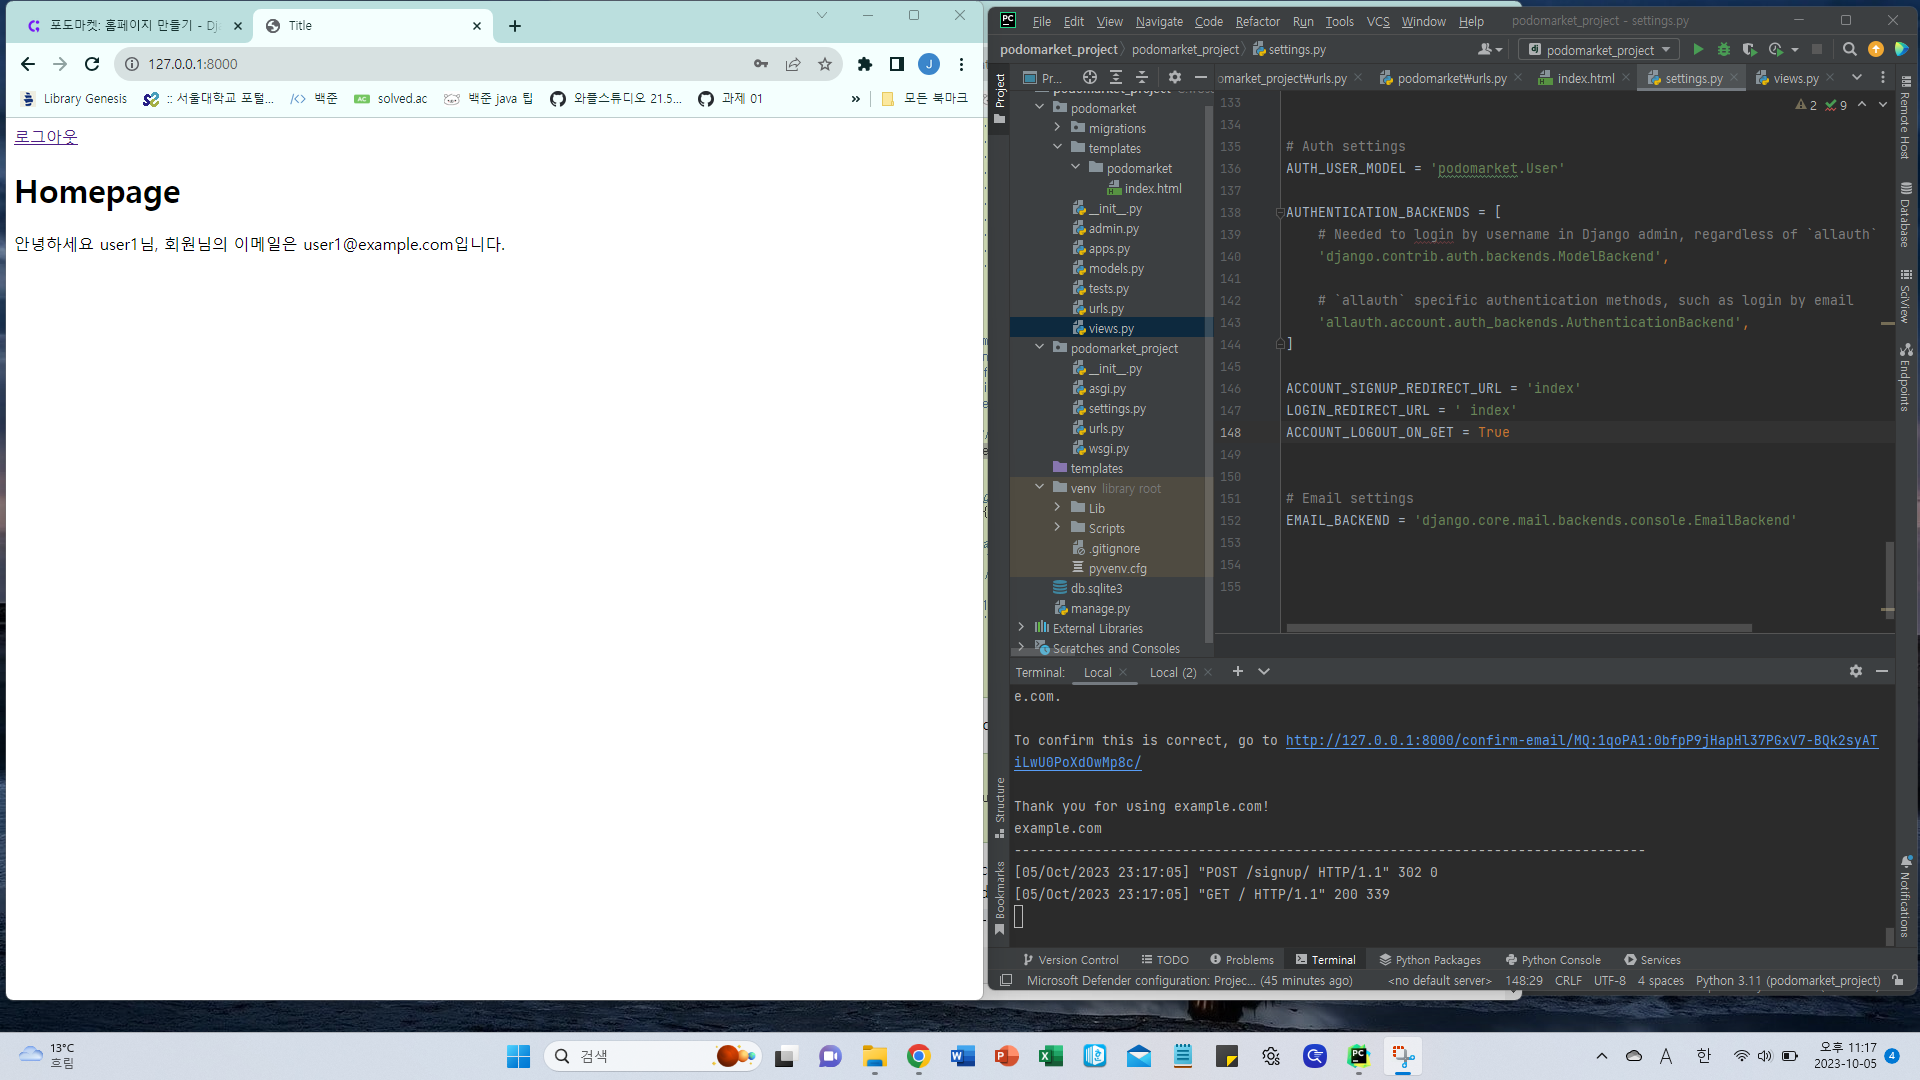 포도마켓: 홈페이지 만들기 - Dj
Title
127.0.0.1:8000
J
Library Genesis
:: 서울대학교 포털...
백준
solved.ac
백준 java 팁
와플스튜디오 21.5...
과제 01
»
모든 북마크
로그아웃
Homepage
안녕하세요 user1님, 회원님의 이메일은 user1@example.com입니다.
PC
File Edit View Navigate Code Refactor Run Tools VCS Window Help
podomarket_project - settings.py
podomarket_project
podomarket_project
settings.py
podomarket_project
Project
Pr...
omarket_project₩urls.py
podomarket₩urls.py
index.html
settings.py
views.py
podomarket
migrations
templates
podomarket
index.html
__init__.py
admin.py
apps.py
models.py
tests.py
urls.py
views.py
podomarket_project
__init__.py
asgi.py
settings.py
urls.py
wsgi.py
templates
venv library root
Lib
Scripts
.gitignore
pyvenv.cfg
db.sqlite3
manage.py
External Libraries
Scratches and Consoles
2 9
133
134
135 # Auth settings
136 AUTH_USER_MODEL = 'podomarket.User'
137
138 AUTHENTICATION_BACKENDS = [
139 # Needed to login by username in Django admin, regardless of `allauth`
140 'django.contrib.auth.backends.ModelBackend',
141
142 # `allauth` specific authentication methods, such as login by email
143 'allauth.account.auth_backends.AuthenticationBackend',
144 ]
145
146 ACCOUNT_SIGNUP_REDIRECT_URL = 'index'
147 LOGIN_REDIRECT_URL = ' index'
148 ACCOUNT_LOGOUT_ON_GET = True
149
150
151 # Email settings
152 EMAIL_BACKEND = 'django.core.mail.backends.console.EmailBackend'
153
154
155
Remote Host
Database
SciView
Endpoints
Notifications
Structure
Bookmarks
Terminal: Local Local (2)
e.com.
To confirm this is correct, go to http://127.0.0.1:8000/confirm-email/MQ:1qoPA1:0bfpP9jHapHl37PGxV7-BQk2syAT
iLwU0PoXdOwMp8c/
Thank you for using example.com!
example.com
-------------------------------------------------------------------------------
[05/Oct/2023 23:17:05] "POST /signup/ HTTP/1.1" 302 0
[05/Oct/2023 23:17:05] "GET / HTTP/1.1" 200 339
Version Control TODO Problems Terminal Python Packages Python Console Services
Microsoft Defender configuration: Projec... (45 minutes ago)
<no default server> 148:29 CRLF UTF-8 4 spaces Python 3.11 (podomarket_project)
13°C
흐림
검색
A
한
오후 11:17
2023-10-05
4